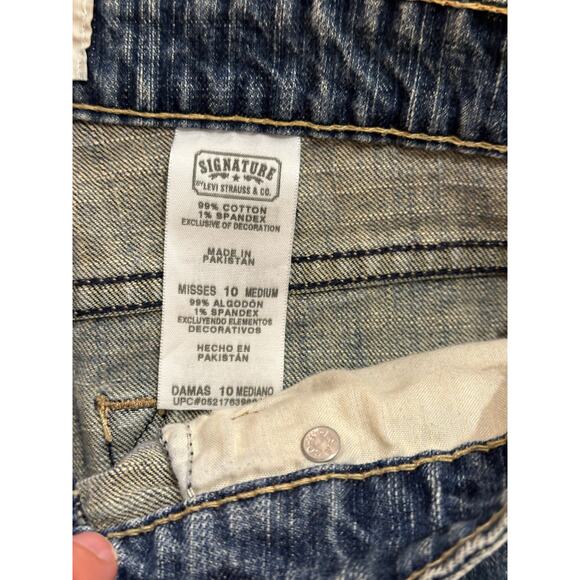 SIGNATURE
BY LEVI STRAUSS & CO.
99% COTTON
1% SPANDEX
EXCLUSIVE OF DECORATION
MADE IN
PAKISTAN
MISSES 10 MEDIUM
99% ALGODÓN
1% SPANDEX
EXCLUYENDO ELEMENTOS
DECORATIVOS
HECHO EN
PAKISTÁN
DAMAS 10 MEDIANO